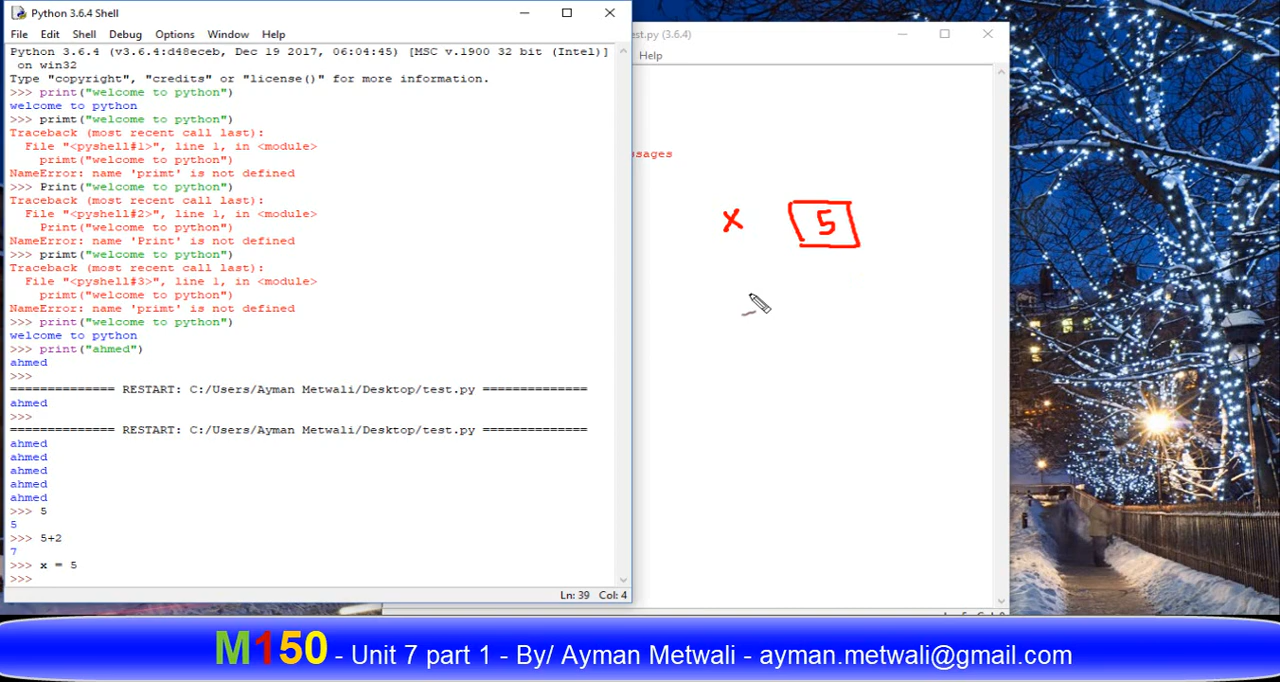 Python 3.6.4 Shell
File Edit Shell Debug Options Window Help
Python 3.6.4 (v3.6.4:d48eceb, Dec 19 2017, 06:04:45) [MSC v.1900 32 bit (Intel)]
on win32
Type "copyright", "credits" or "license()" for more information.
>>> print("welcome to python")
welcome to python
>>> primt("welcome to python")
Traceback (most recent call last):
File "<pyshell#1>", line 1, in <module>
primt("welcome to python")
NameError: name 'primt' is not defined
>>> Print("welcome to python")
Traceback (most recent call last):
File "<pyshell#2>", line 1, in <module>
Print("welcome to python")
NameError: name 'Print' is not defined
>>> primt("welcome to python")
Traceback (most recent call last):
File "<pyshell#3>", line 1, in <module>
primt("welcome to python")
NameError: name 'primt' is not defined
>>> print("welcome to python")
welcome to python
>>> print("ahmed")
ahmed
>>>
============== RESTART: C:/Users/Ayman Metwali/Desktop/test.py ==============
ahmed
>>>
============== RESTART: C:/Users/Ayman Metwali/Desktop/test.py ==============
ahmed
ahmed
ahmed
ahmed
ahmed
>>> 5
5
>>> 5+2
7
>>> x = 5
>>>
Ln: 39 Col: 4
st.py (3.6.4)
Help
ssages
x 5
M150 - Unit 7 part 1 - By/ Ayman Metwali - ayman.metwali@gmail.com